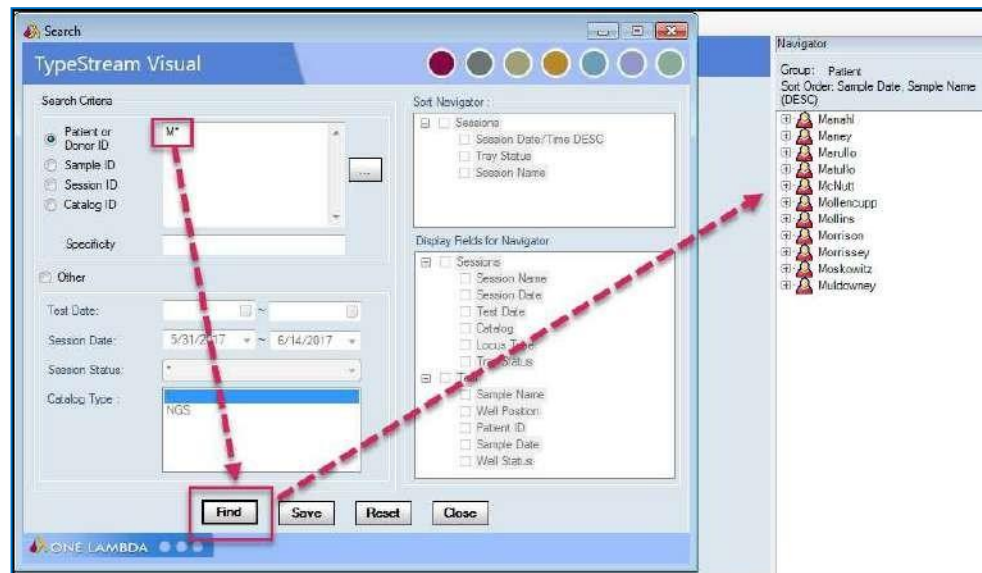 Search
TypeStream Visual
Search Criteria
Patient or
Donor ID
Sample ID
Session ID
Catalog ID
M*
...
Specificity
Other
Test Date:
~
Session Date:
5/31/2017 ~ 6/14/2017
Session Status:
*
Catalog Type :
NGS
Sort Navigator :
Sessions
Session Date/Time DESC
Tray Status
Session Name
Display Fields for Navigator
Sessions
Session Name
Session Date
Test Date
Catalog
Locus Type
Tray Status
Sample Name
Well Position
Patient ID
Sample Date
Well Status
Find
Save
Reset
Close
ONE LAMBDA
Navigator
Group: Patient
Sort Order: Sample Date, Sample Name
(DESC)
Manahl
Maney
Marullo
Matullo
McNutt
Mollencupp
Mollins
Morrison
Morrissey
Moskowitz
Muldowney